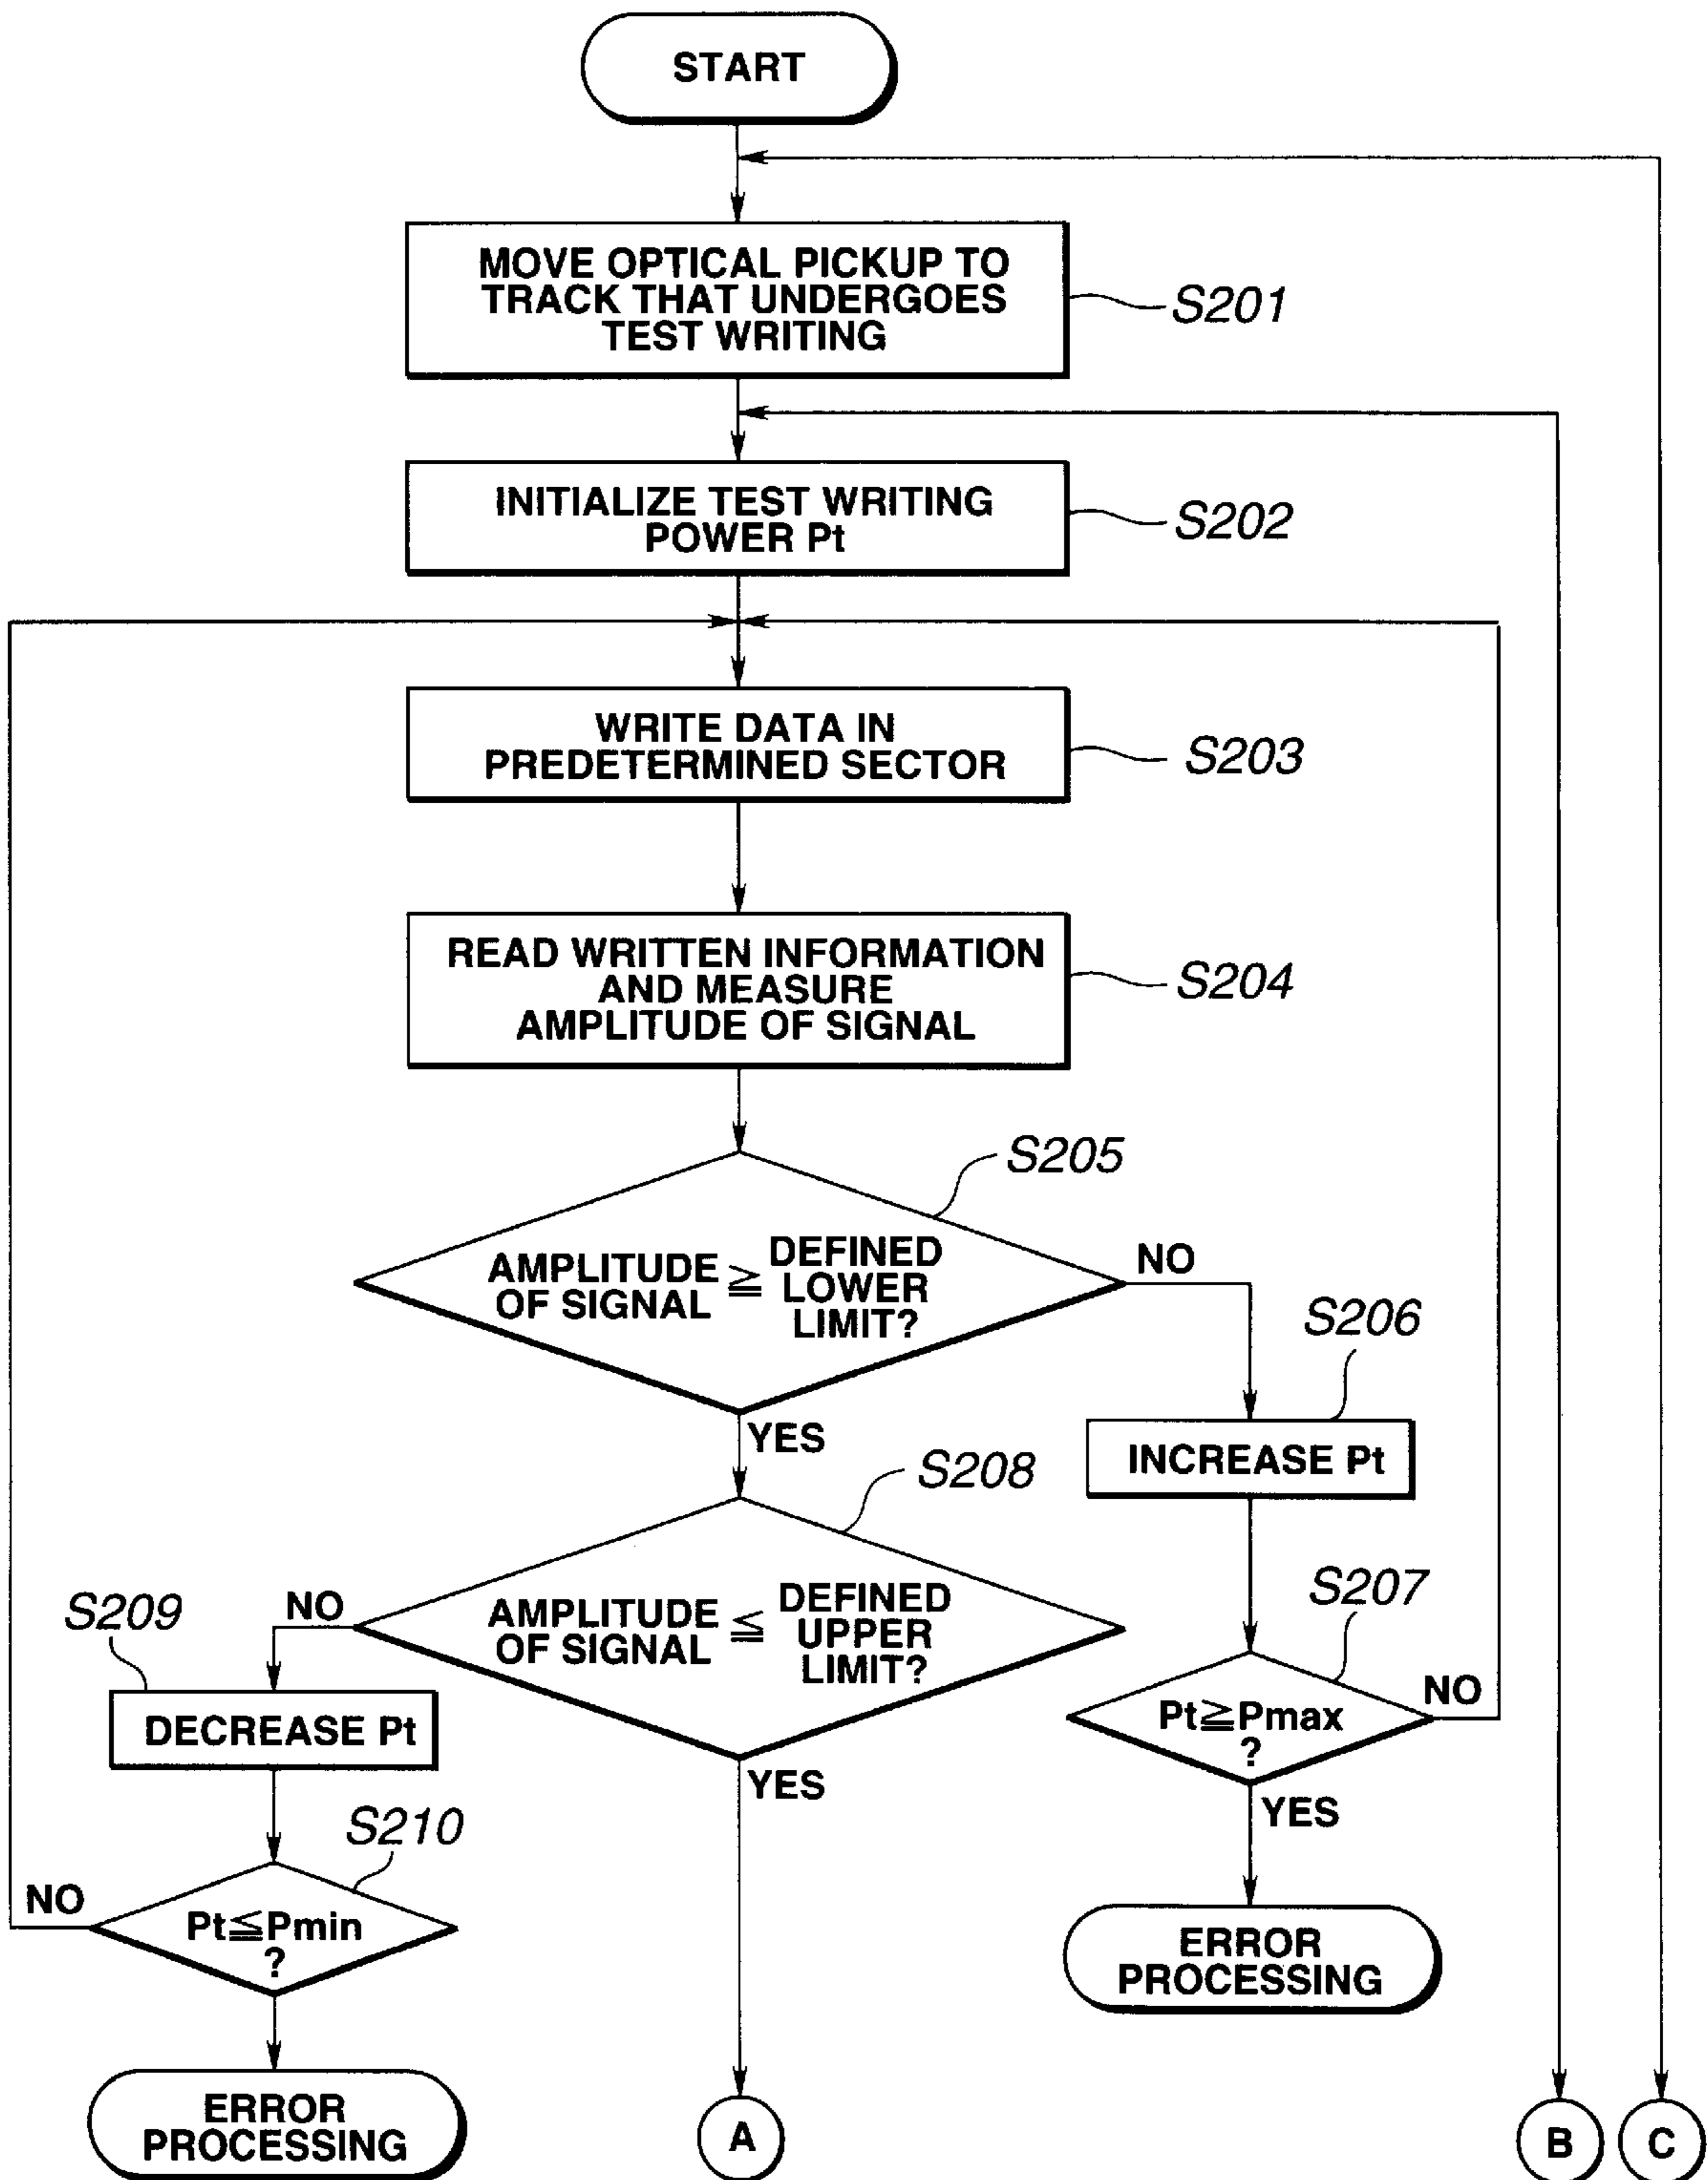 START
MOVE OPTICAL PICKUP TO
TRACK THAT UNDERGOES
TEST WRITING
S201
INITIALIZE TEST WRITING
POWER Pt
S202
WRITE DATA IN
PREDETERMINED SECTOR
S203
READ WRITTEN INFORMATION
AND MEASURE
AMPLITUDE OF SIGNAL
S204
S205
AMPLITUDE OF SIGNAL ≧ DEFINED LOWER LIMIT?
NO
YES
S206
INCREASE Pt
S207
Pt≧Pmax
?
NO
YES
ERROR
PROCESSING
S208
AMPLITUDE OF SIGNAL ≦ DEFINED UPPER LIMIT?
NO
YES
S209
DECREASE Pt
S210
Pt≦Pmin
?
NO
ERROR
PROCESSING
A
B
C